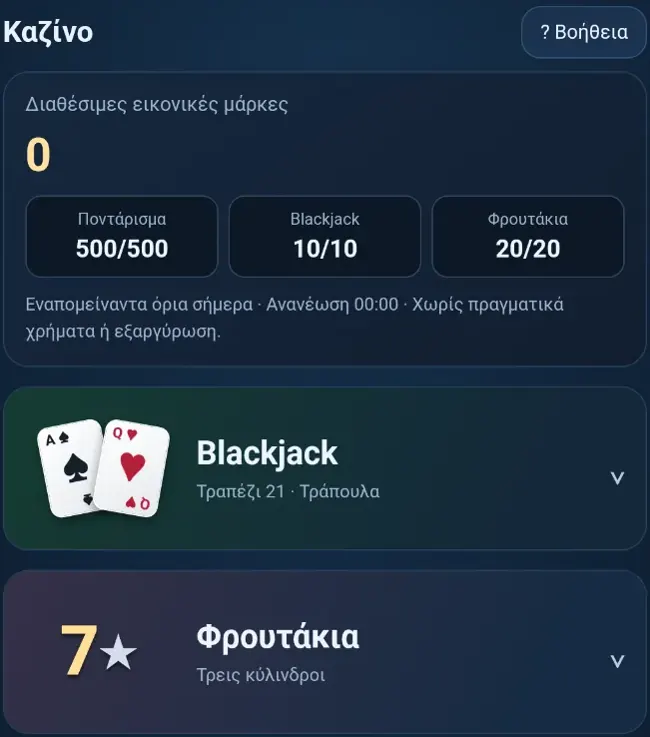 Καζίνο
? Βοήθεια
Διαθέσιμες εικονικές μάρκες
0
Ποντάρισμα
500/500
Blackjack
10/10
Φρουτάκια
20/20
Εναπομείναντα όρια σήμερα · Ανανέωση 00:00 · Χωρίς πραγματικά
χρήματα ή εξαργύρωση.
A♠
Q♥
Q♥
Blackjack
Τραπέζι 21 · Τράπουλα
7★
Φρουτάκια
Τρεις κύλινδροι